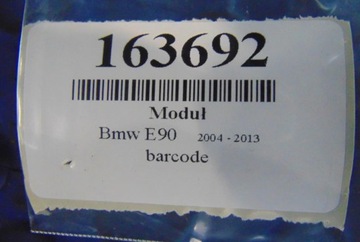 163692
Moduł
Bmw E90 2004 - 2013
barcode